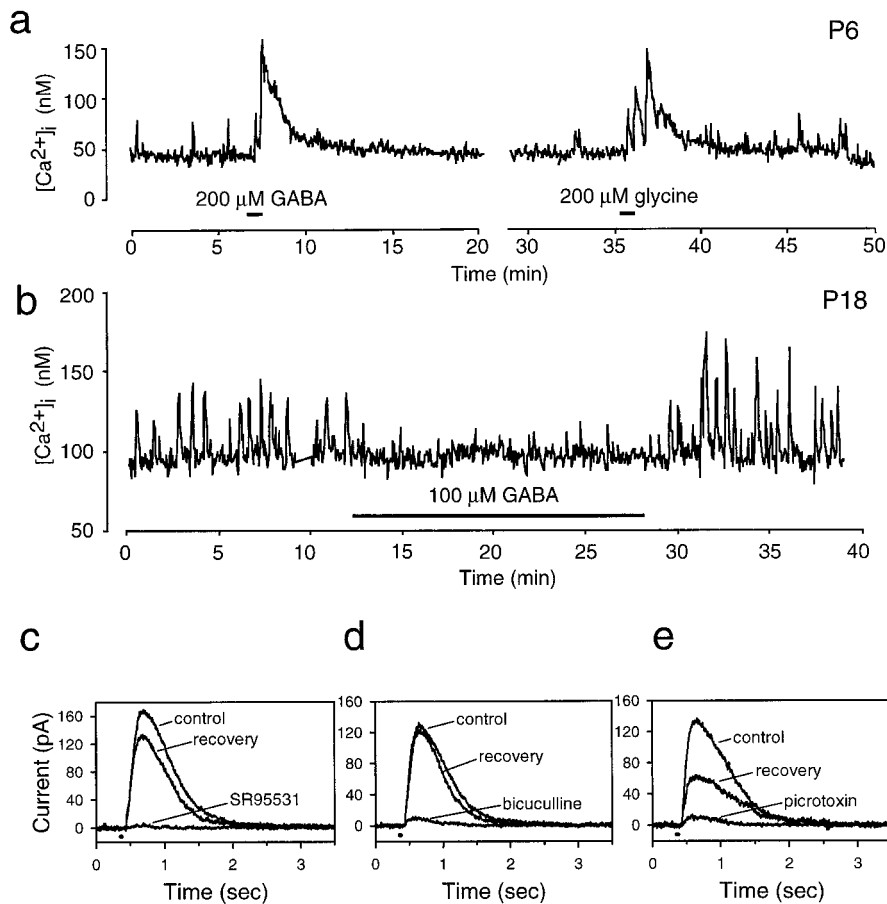 a
P6
[Ca2+]i (nM)
150
100
50
0
200 μM GABA
200 μM glycine
0 5 10 15 20 30 35 40 45 50
Time (min)
Time (min)
b
P18
[Ca2+]i (nM)
200
150
100
50
100 μM GABA
0 5 10 15 20 25 30 35 40
Time (min)
c
Current (pA)
160
120
80
40
0
control
recovery
SR95531
0 1 2 3
Time (sec)
d
160
120
80
40
0
control
recovery
bicuculline
0 1 2 3
Time (sec)
e
160
120
80
40
0
control
recovery
picrotoxin
0 1 2 3
Time (sec)